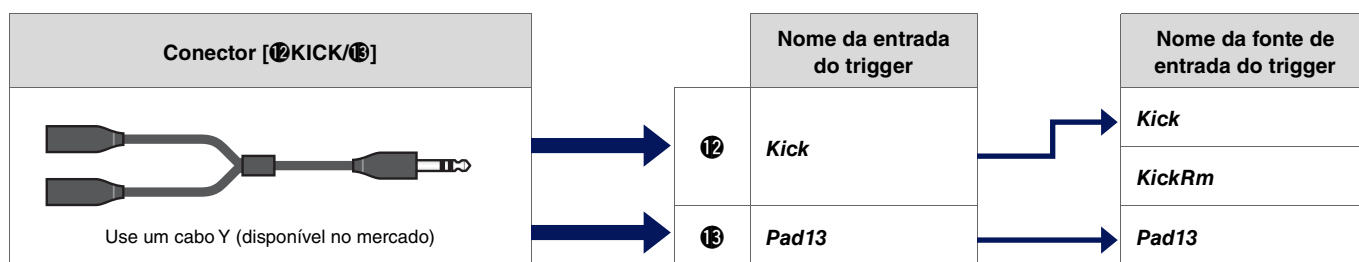 Conector [⓬KICK/⓭]
Nome da entrada
do trigger
Nome da fonte de
entrada do trigger
⓬
Kick
Kick
KickRm
Use um cabo Y (disponível no mercado)
⓭
Pad13
Pad13